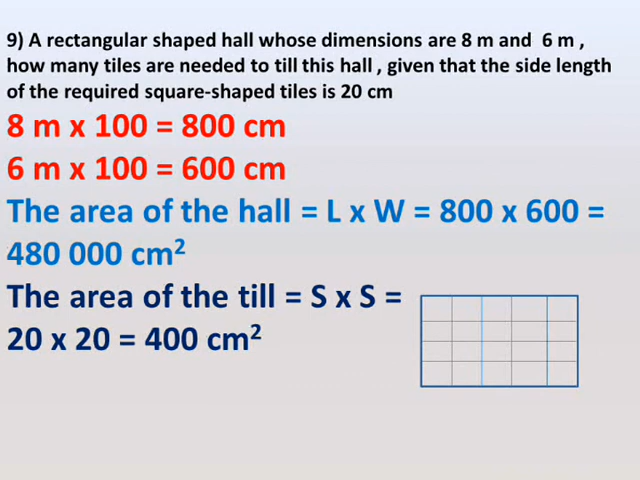 9) A rectangular shaped hall whose dimensions are 8 m and 6 m ,
how many tiles are needed to till this hall , given that the side length
of the required square-shaped tiles is 20 cm
8 m x 100 = 800 cm
6 m x 100 = 600 cm
The area of the hall = L x W = 800 x 600 =
480 000 cm²
The area of the till = S x S =
20 x 20 = 400 cm²